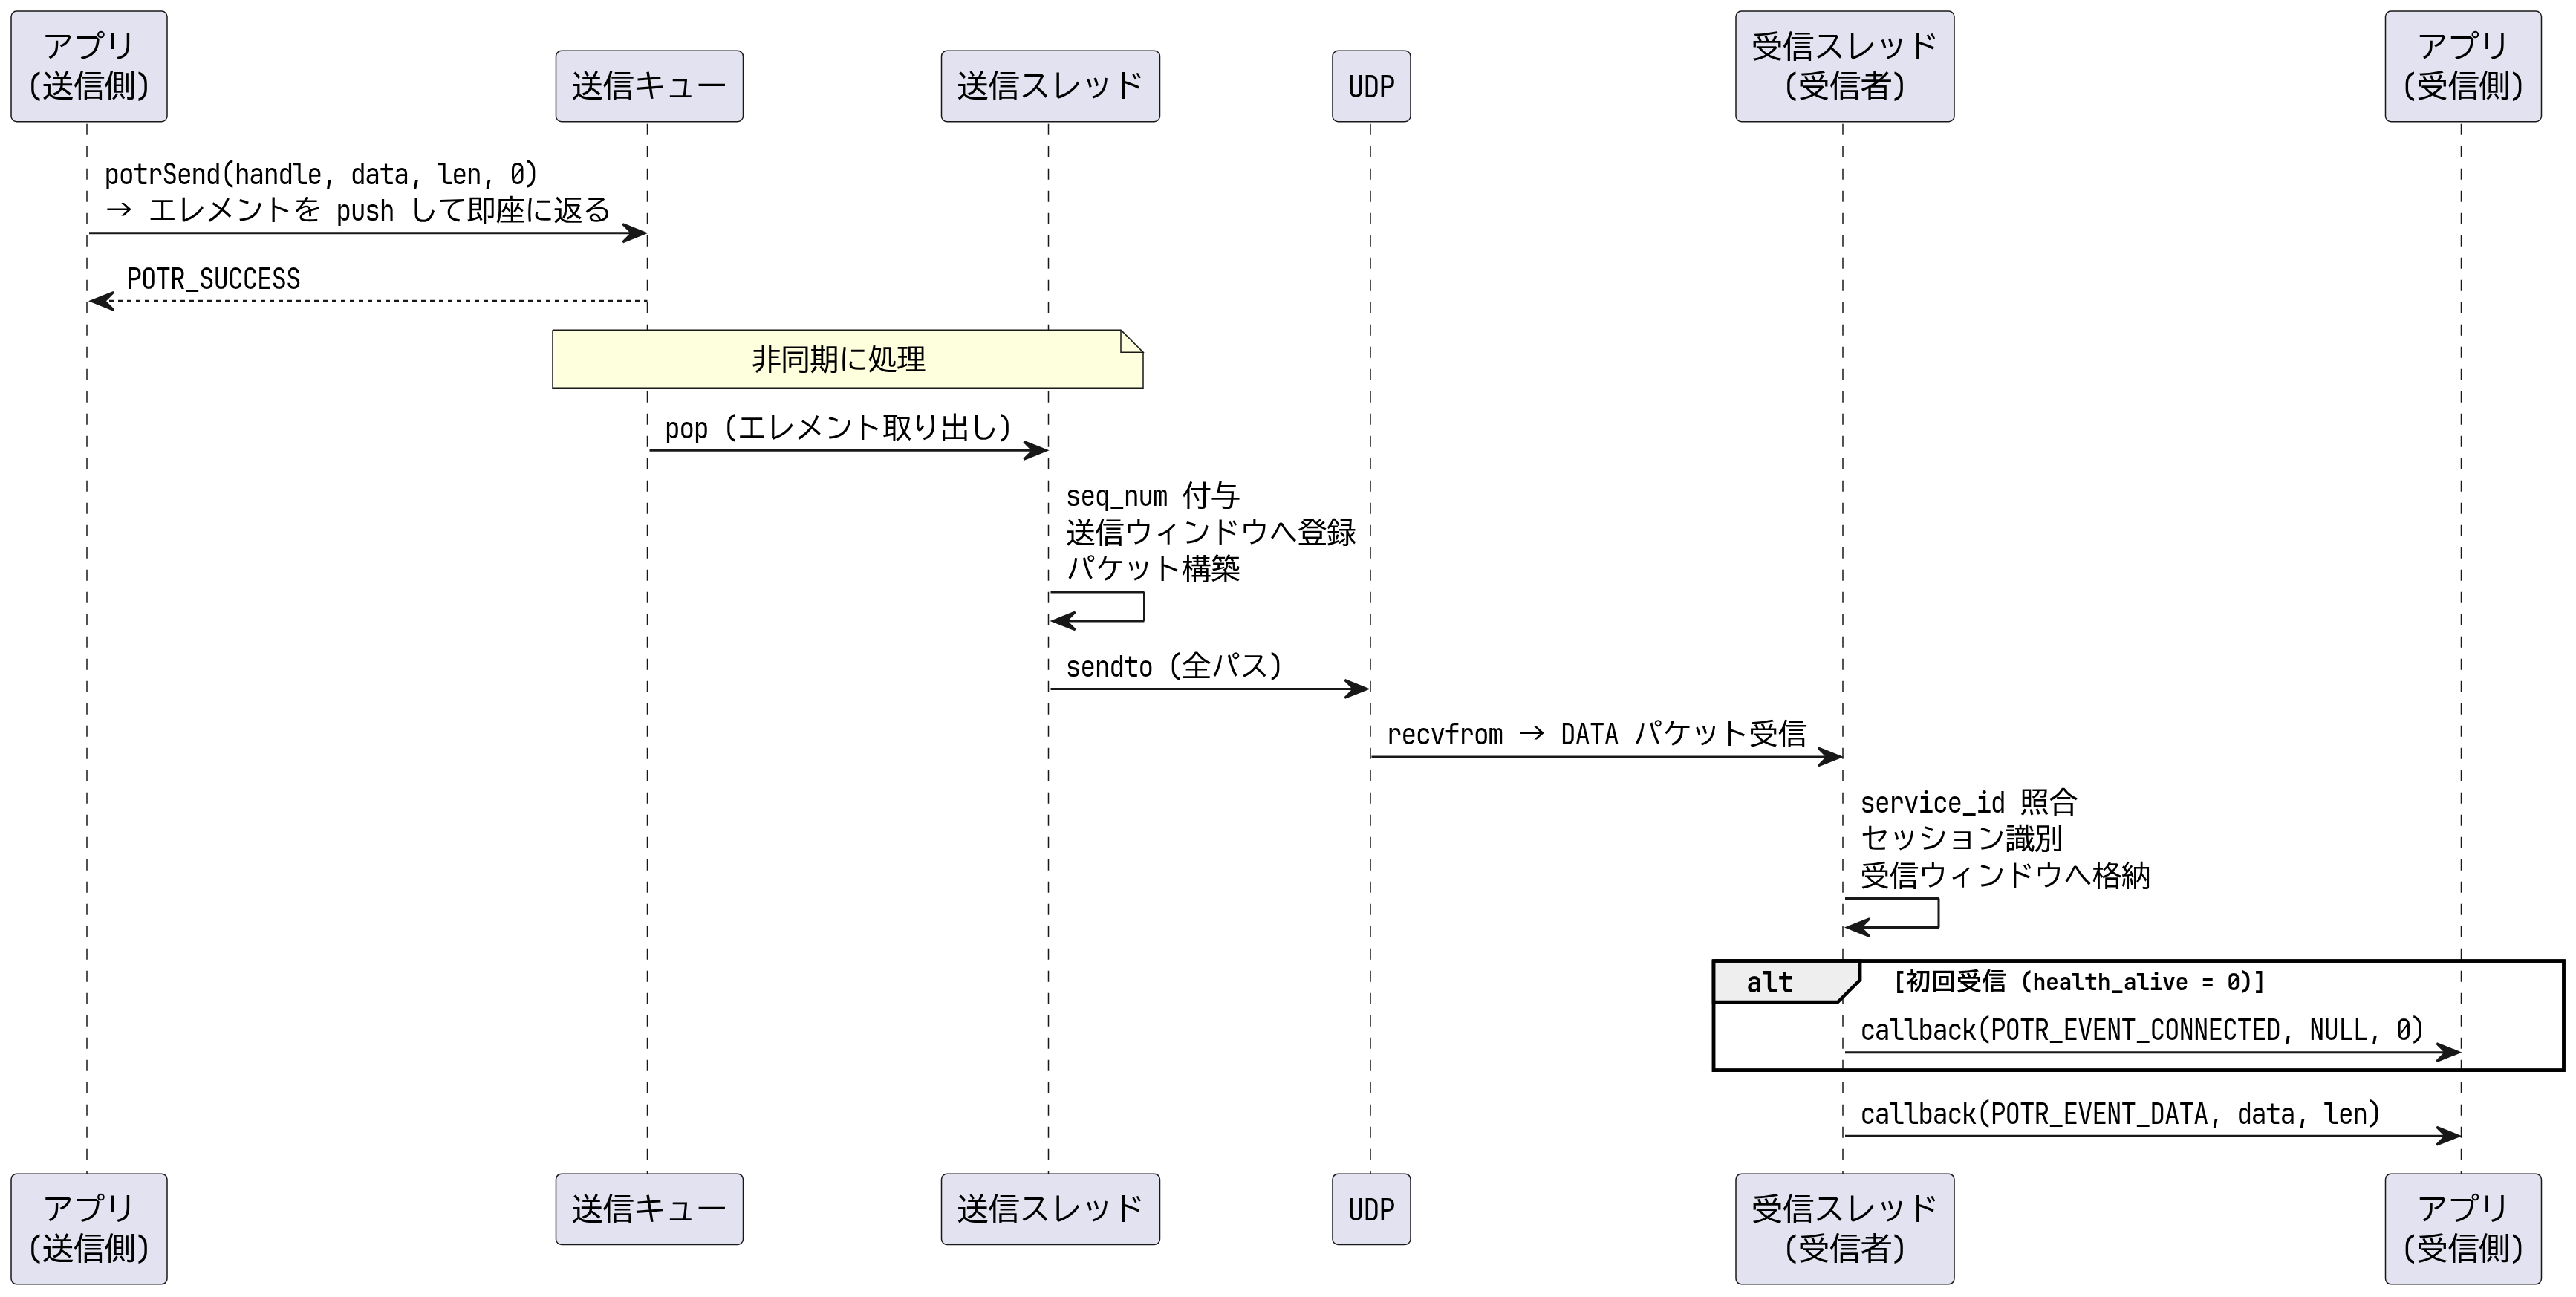 アプリ
(送信側)
送信キュー
送信スレッド
UDP
受信スレッド
(受信者)
アプリ
(受信側)
potrSend(handle, data, len, 0)
→ エレメントを push して即座に返る
POTR_SUCCESS
非同期に処理
pop (エレメント取り出し)
seq_num 付与
送信ウィンドウへ登録
パケット構築
sendto (全パス)
recvfrom → DATA パケット受信
service_id 照合
セッション識別
受信ウィンドウへ格納
alt [初回受信 (health_alive = 0)]
callback(POTR_EVENT_CONNECTED, NULL, 0)
callback(POTR_EVENT_DATA, data, len)
アプリ
(送信側)
送信キュー
送信スレッド
UDP
受信スレッド
(受信者)
アプリ
(受信側)